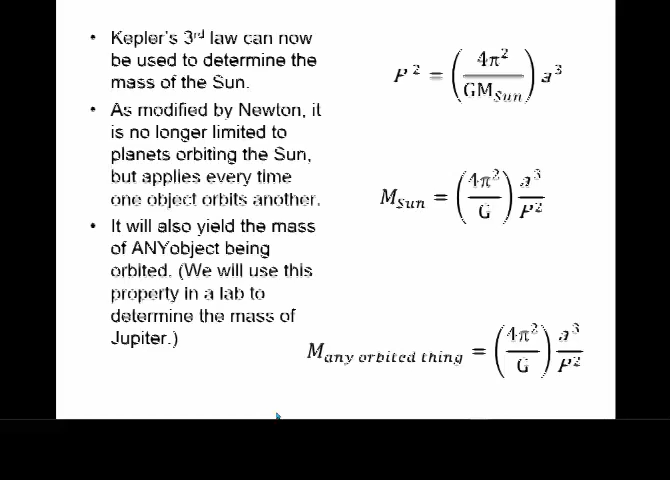 • Kepler's 3rd law can now
be used to determine the
mass of the Sun.
• As modified by Newton, it
is no longer limited to
planets orbiting the Sun,
but applies every time
one object orbits another.
• It will also yield the mass
of ANYobject being
orbited. (We will use this
property in a lab to
determine the mass of
Jupiter.)
P² = (4π² / GM_Sun) a³
M_Sun = (4π² / G) a³ / P²
M_any orbited thing = (4π² / G) a³ / P²